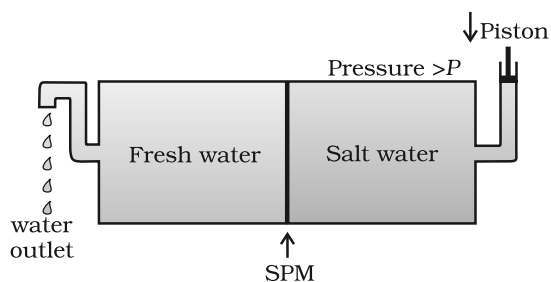 Piston
Pressure >P
Fresh water
Salt water
water
outlet
SPM